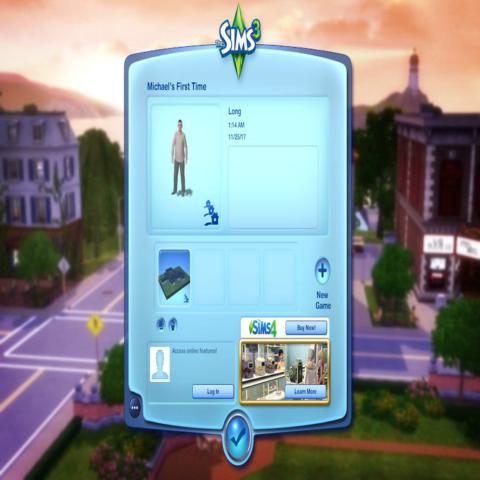 The SIMS 3
Michael's First Time
Long
1:14 AM
11/25/17
New
Game
The SIMS 4
Buy Now!
Access online features!
Log In
Learn More